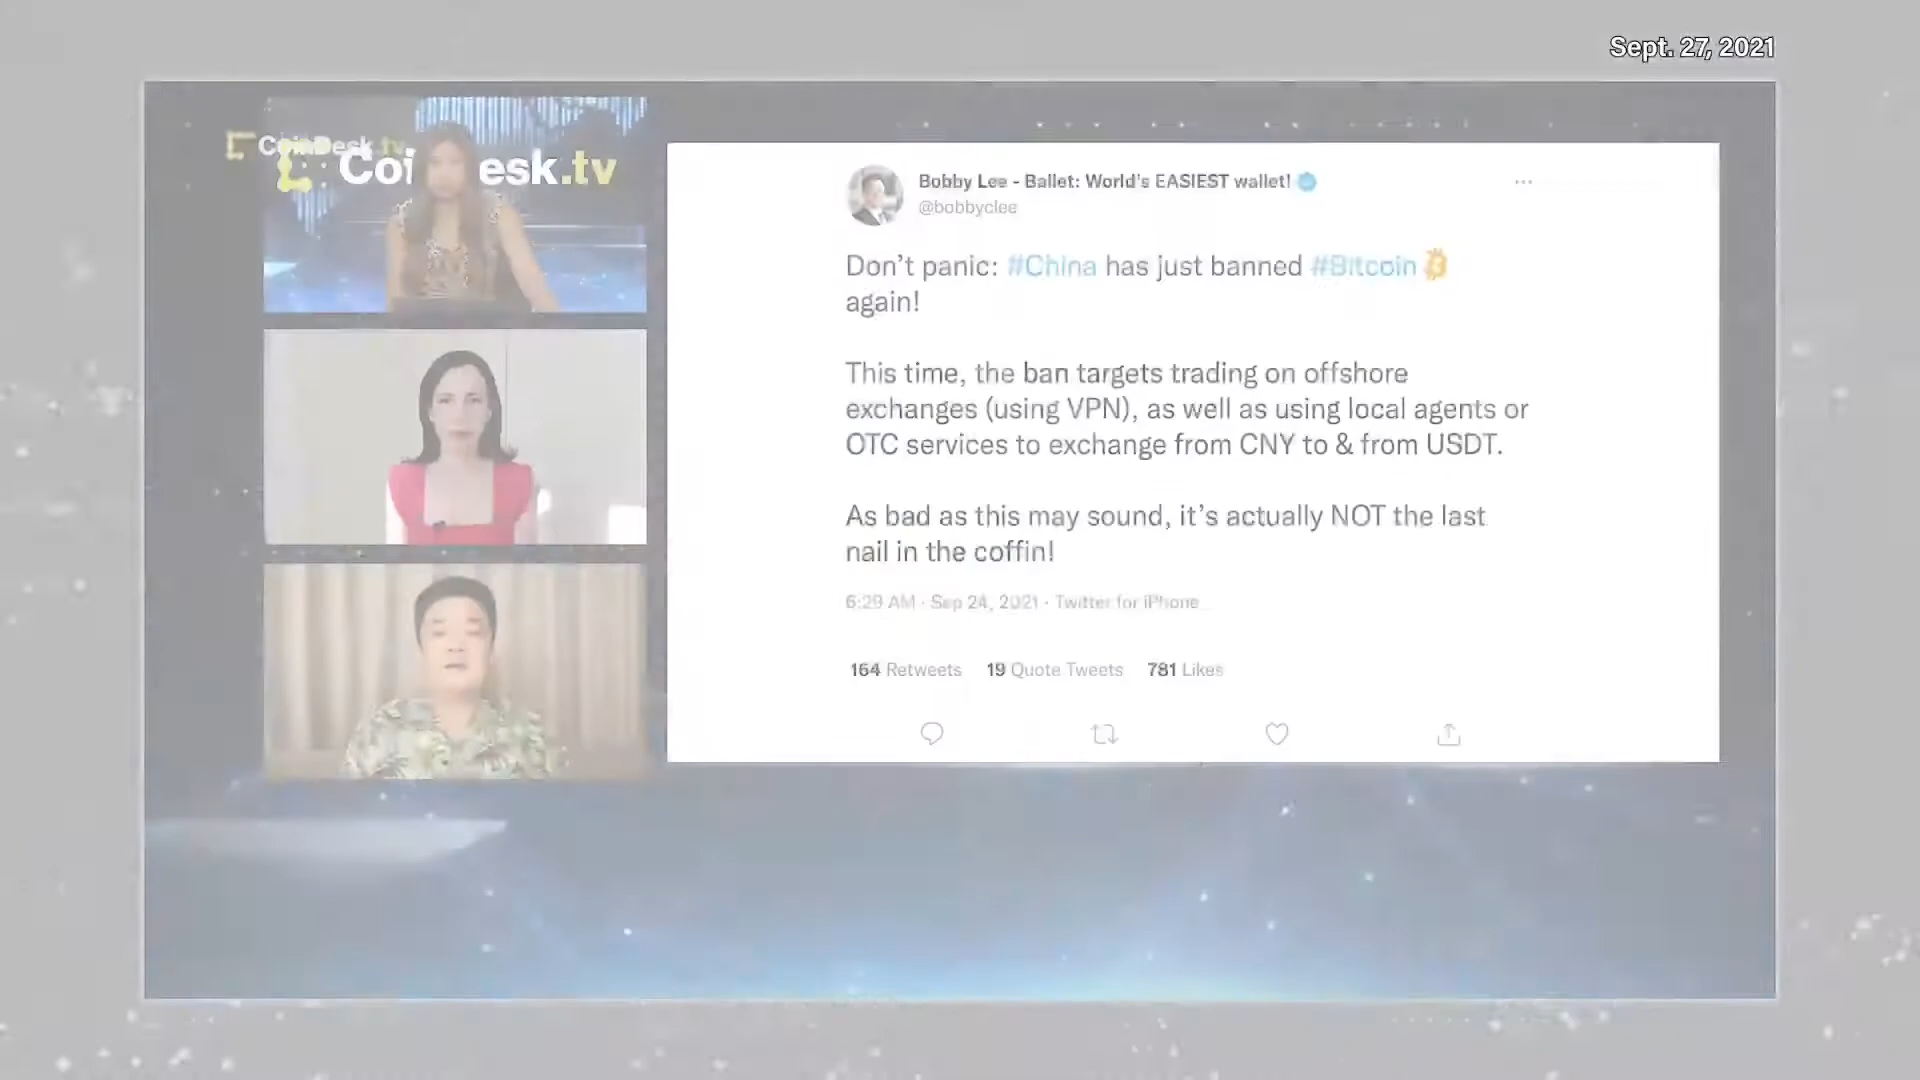 Sept. 27, 2021
CoinDesk.tv
Coi esk.tv
Bobby Lee - Ballet: World's EASIEST wallet!
@bobbyclee
Don't panic: #China has just banned #Bitcoin
again!
This time, the ban targets trading on offshore
exchanges (using VPN), as well as using local agents or
OTC services to exchange from CNY to & from USDT.
As bad as this may sound, it's actually NOT the last
nail in the coffin!
6:29 AM · Sep 24, 2021 · Twitter for iPhone
164 Retweets 19 Quote Tweets 781 Likes